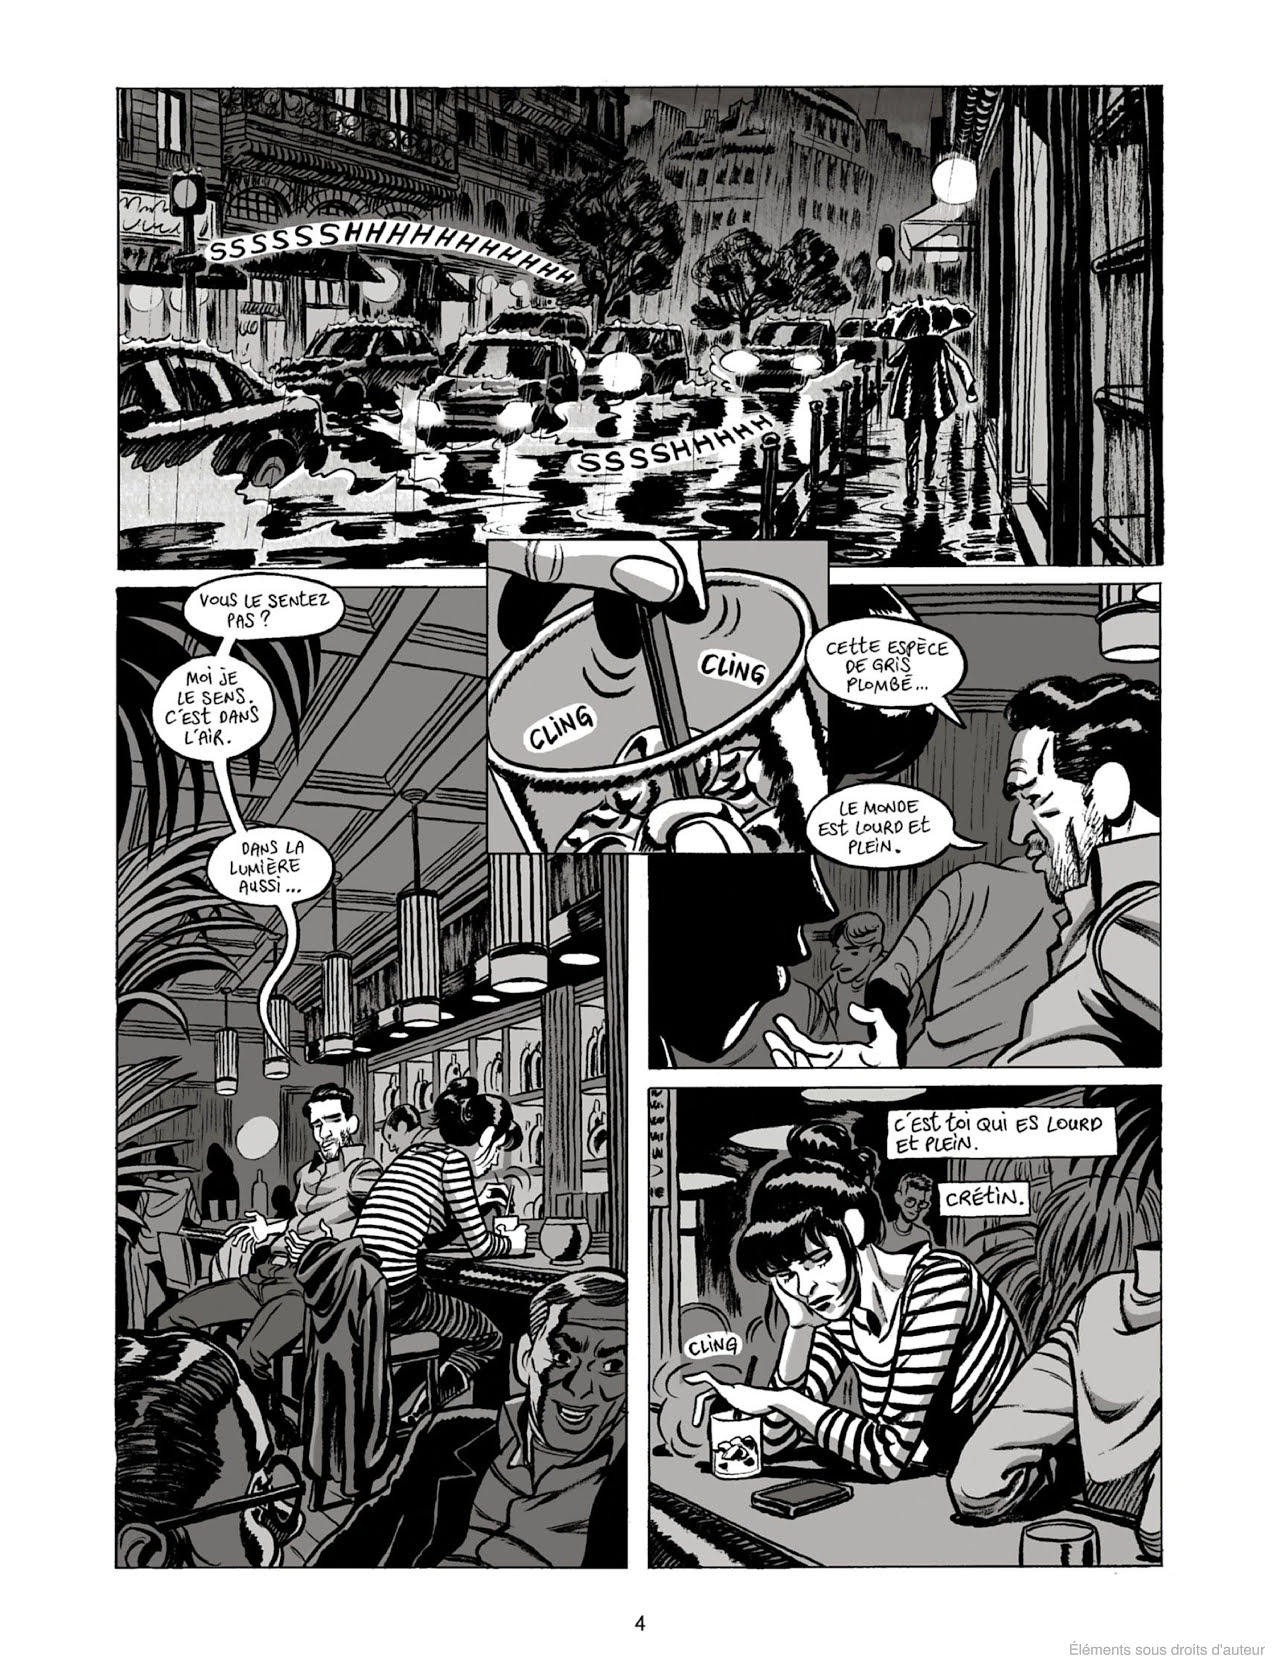 SSSSSSHHHHHHHHHHHH
SSSSHHHHH
VOUS LE SENTEZ
PAS ?
MOI JE
LE SENS.
C'EST DANS
L'AIR.
DANS LA
LUMIÈRE
AUSSI...
CLING
CLING
CETTE ESPÈCE
DE GRIS
PLOMBÉ...
LE MONDE
EST LOURD ET
PLEIN.
C'EST TOI QUI ES LOURD
ET PLEIN.
CRÉTIN.
CLING
4
Éléments sous droits d'auteur